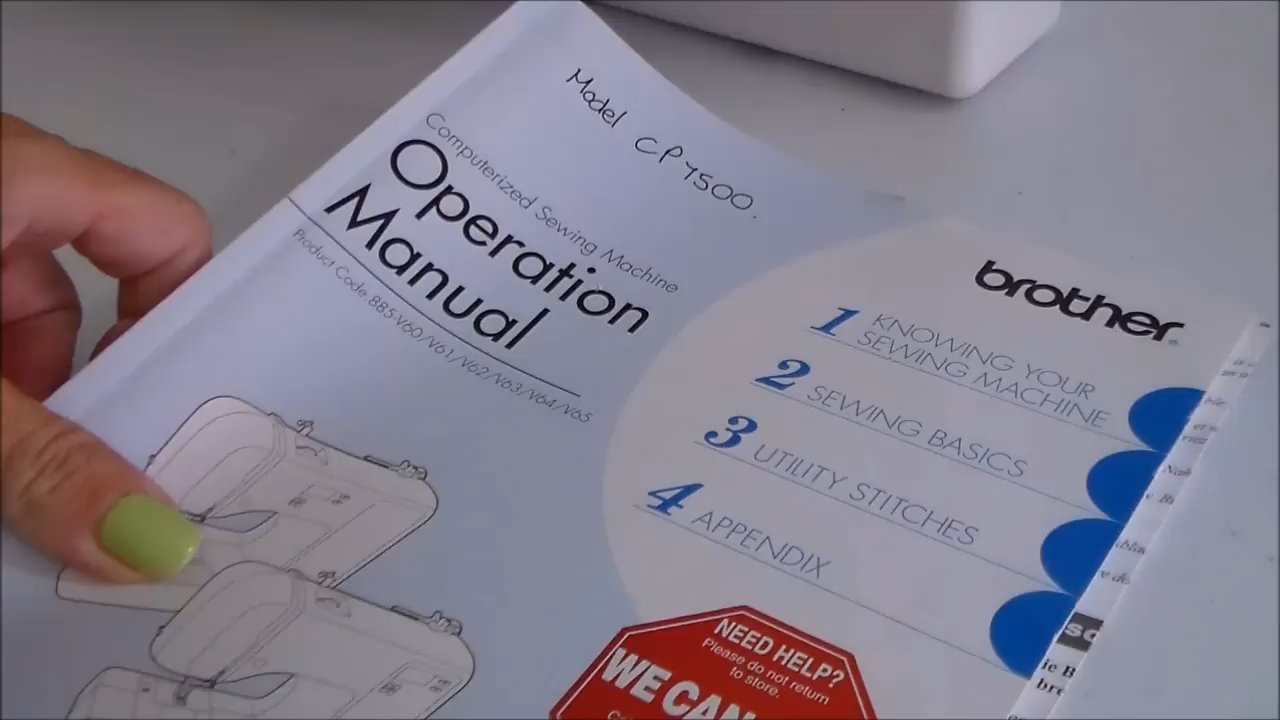 Model CP7500.
Computerized Sewing Machine
Operation
Manual
Product Code: 885-V60/V61/V62/V63/V64/V65
brother
1 KNOWING YOUR
SEWING MACHINE
2 SEWING BASICS
3 UTILITY STITCHES
4 APPENDIX
NEED HELP?
Please do not return
to store.
WE CAN